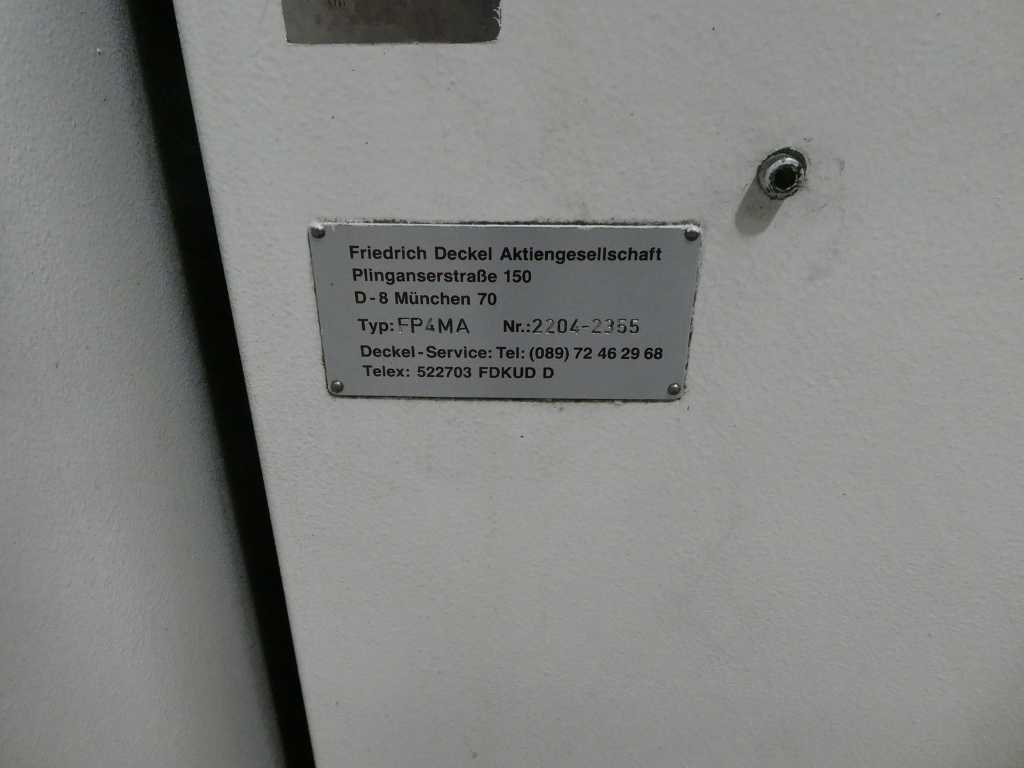 Friedrich Deckel Aktiengesellschaft
Plinganserstraße 150
D-8 München 70
Typ: FP4MA Nr.: 2204-2355
Deckel-Service: Tel: (089) 72 46 29 68
Telex: 522703 FDKUD D